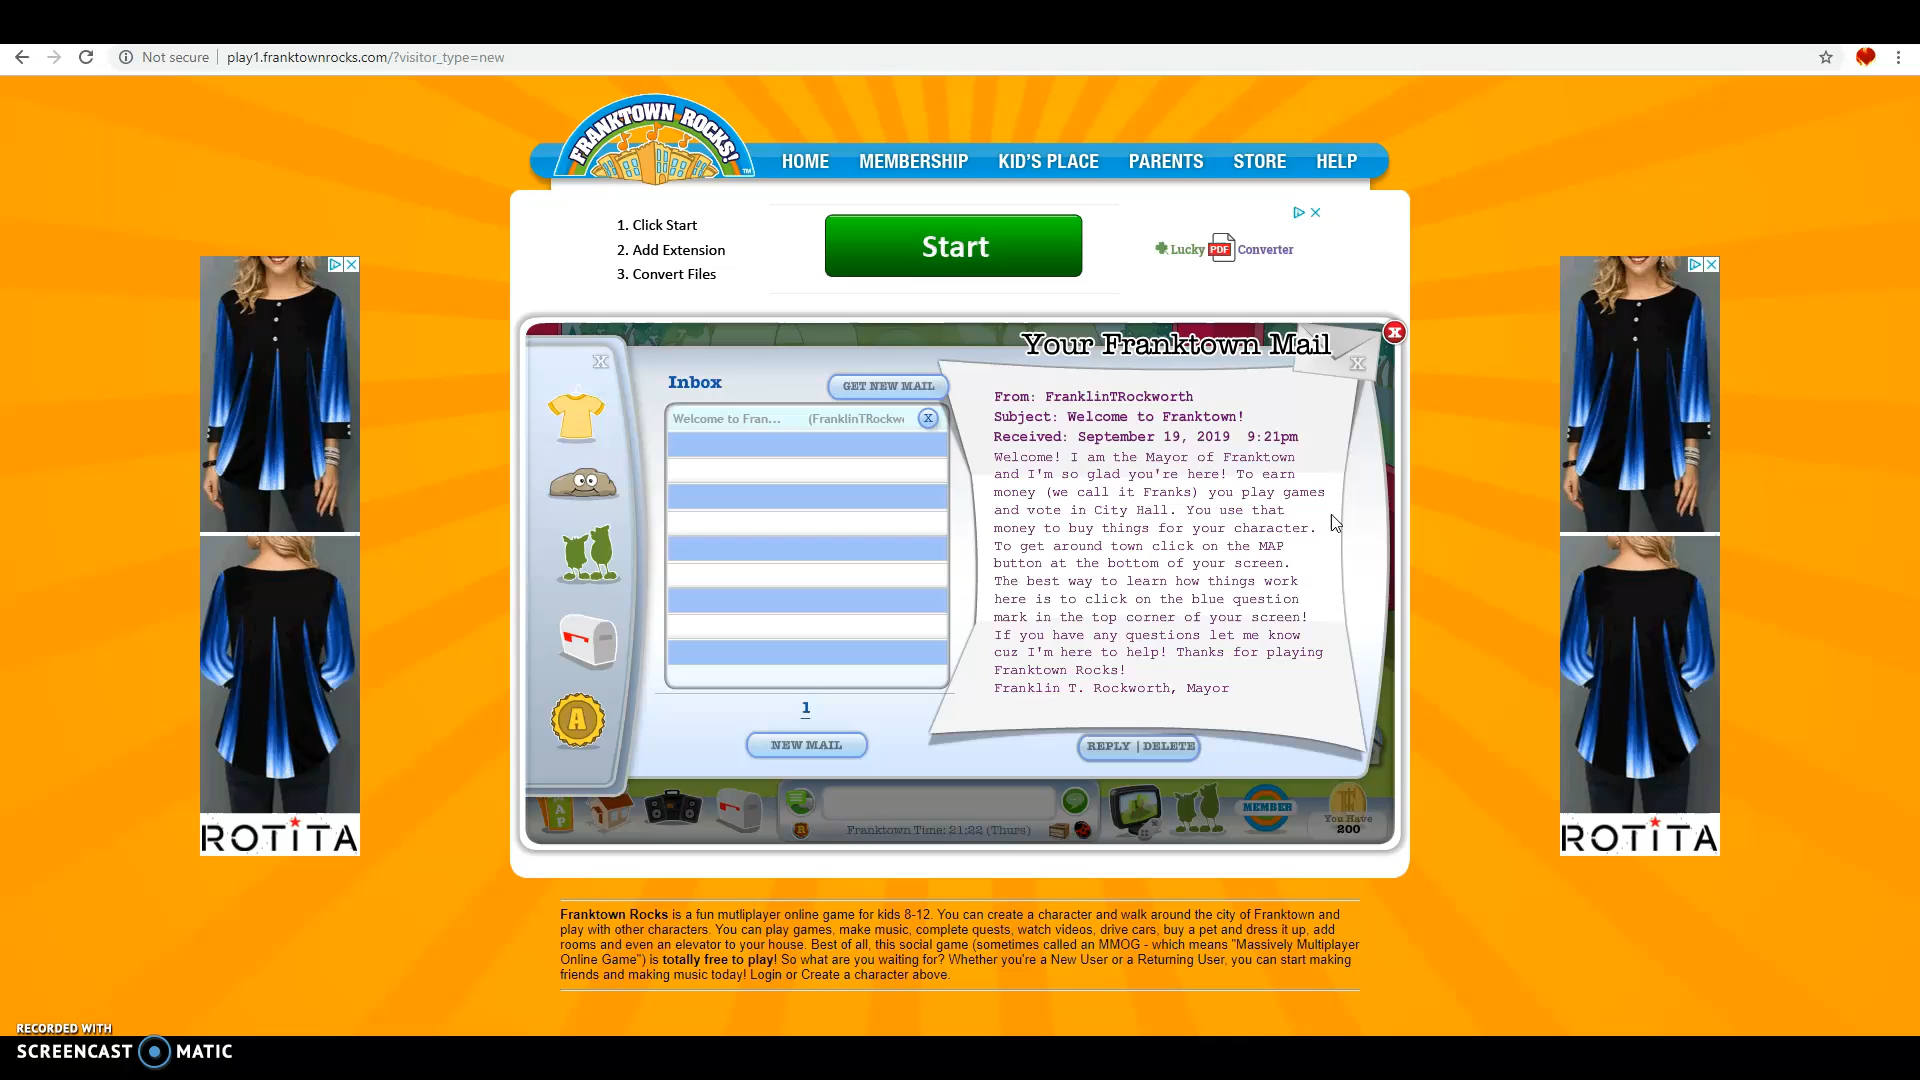 Not secure
play1.franktownrocks.com/?visitor_type=new
FRANKTOWN ROCKS!
TM
HOME
MEMBERSHIP
KID'S PLACE
PARENTS
STORE
HELP
1. Click Start
2. Add Extension
3. Convert Files
Start
Lucky PDF Converter
Your Franktown Mail
Inbox
GET NEW MAIL
Welcome to Fran... (FranklinTRockwo
X
From: FranklinTRockworth
Subject: Welcome to Franktown!
Received: September 19, 2019 9:21pm
Welcome! I am the Mayor of Franktown
and I'm so glad you're here! To earn
money (we call it Franks) you play games
and vote in City Hall. You use that
money to buy things for your character.
To get around town click on the MAP
button at the bottom of your screen.
The best way to learn how things work
here is to click on the blue question
mark in the top corner of your screen!
If you have any questions let me know
cuz I'm here to help! Thanks for playing
Franktown Rocks!
Franklin T. Rockworth, Mayor
A
1
NEW MAIL
REPLY | DELETE
MAP
R
Franktown Time: 21:22 (Thurs)
MEMBER
You Have
200
ROTITA
ROTITA
Franktown Rocks is a fun mutliplayer online game for kids 8-12. You can create a character and walk around the city of Franktown and
play with other characters. You can play games, make music, complete quests, watch videos, drive cars, buy a pet and dress it up, add
rooms and even an elevator to your house. Best of all, this social game (sometimes called an MMOG - which means "Massively Multiplayer
Online Game") is totally free to play! So what are you waiting for? Whether you're a New User or a Returning User, you can start making
friends and making music today! Login or Create a character above.
RECORDED WITH
SCREENCAST MATIC